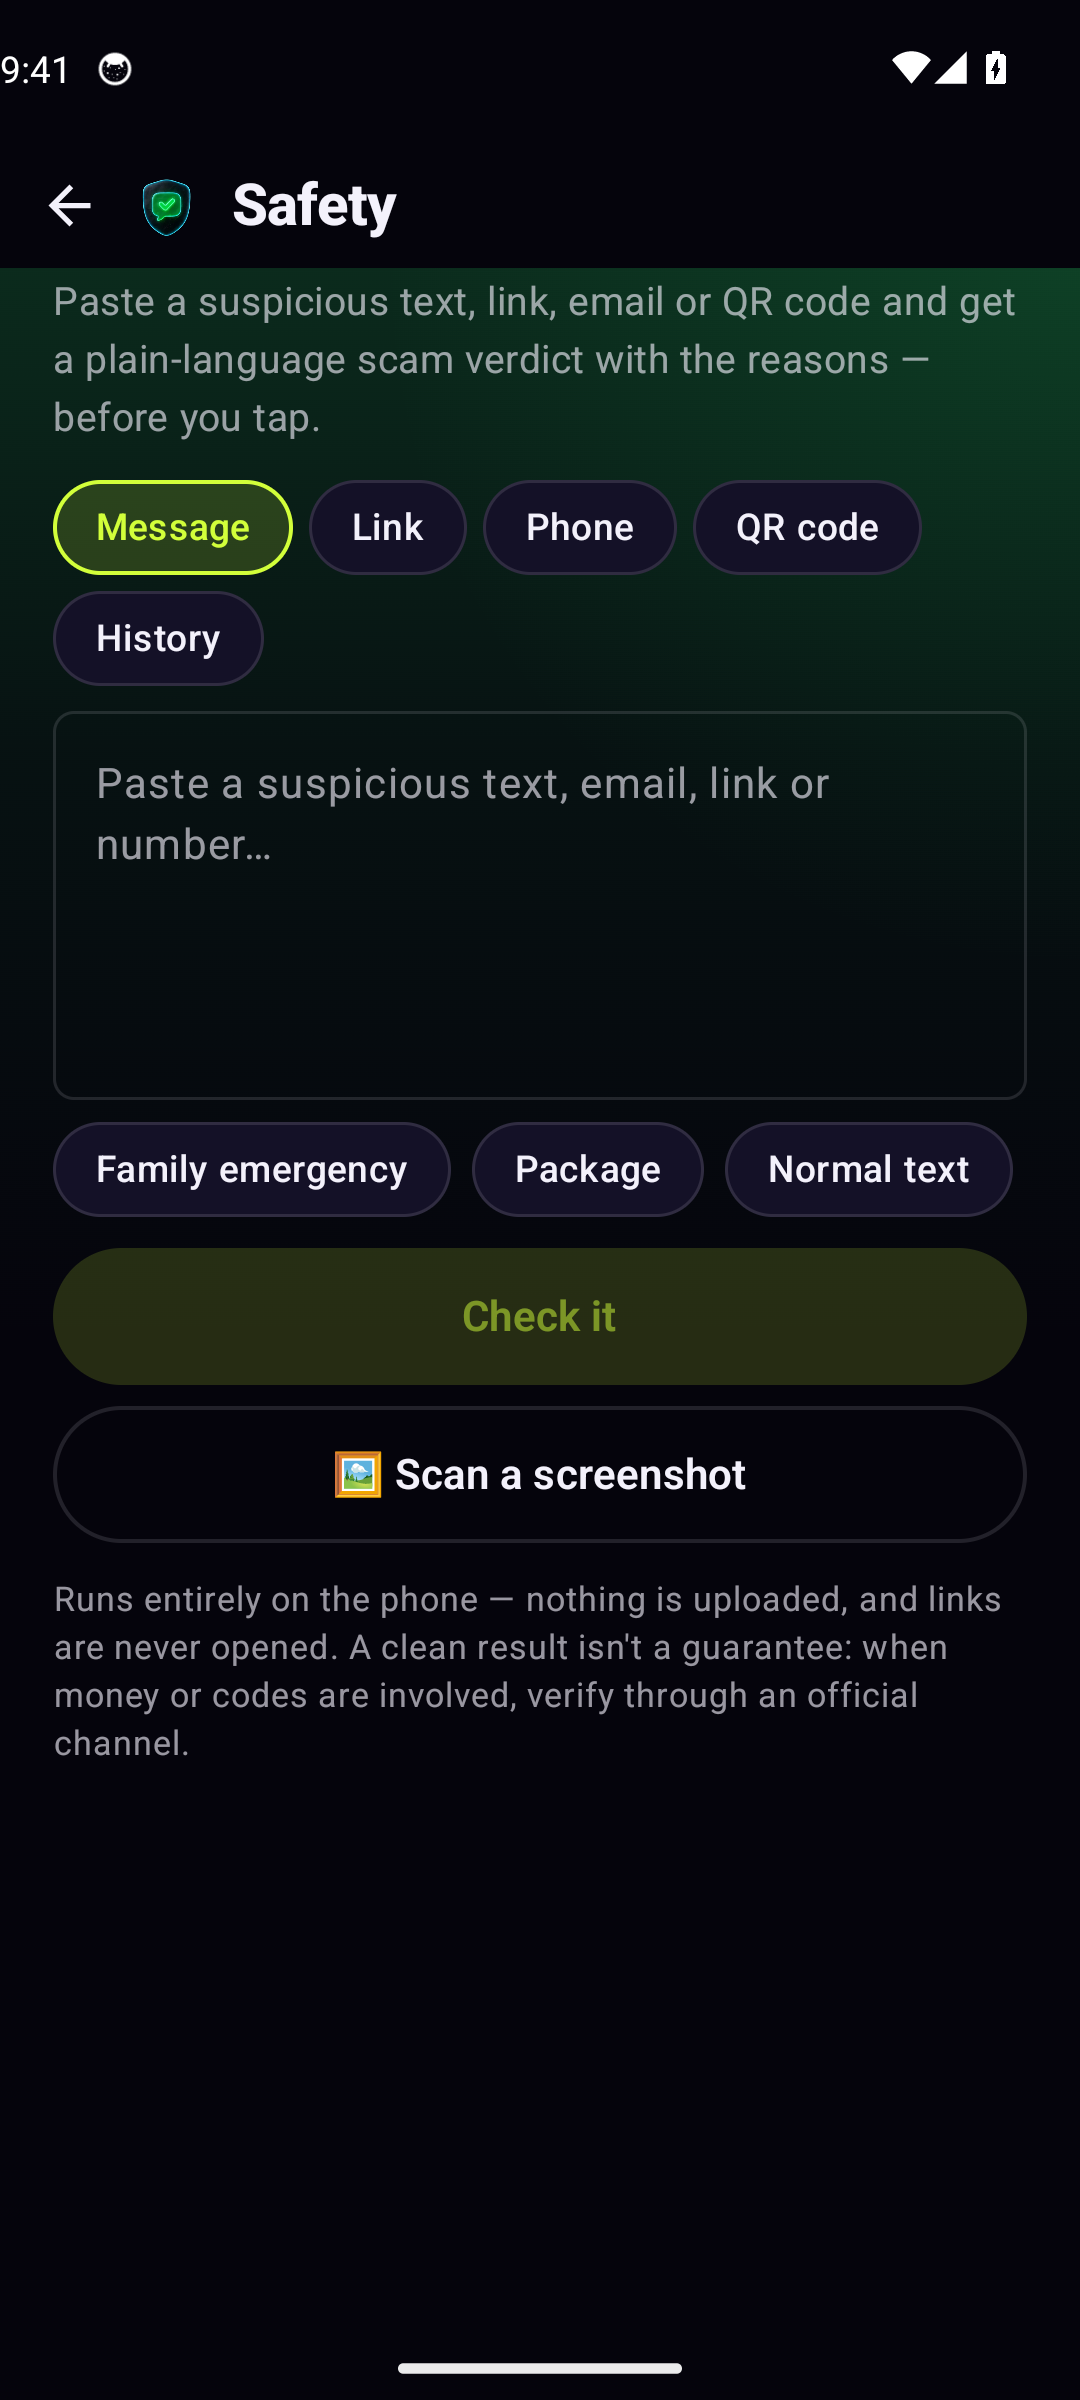 9:41
Safety
Paste a suspicious text, link, email or QR code and get
a plain-language scam verdict with the reasons —
before you tap.
Message
Link
Phone
QR code
History
Paste a suspicious text, email, link or
number…
Family emergency
Package
Normal text
Check it
Scan a screenshot
Runs entirely on the phone — nothing is uploaded, and links
are never opened. A clean result isn't a guarantee: when
money or codes are involved, verify through an official
channel.